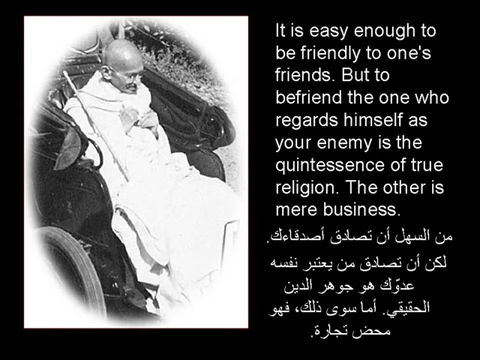 It is easy enough to
be friendly to one's
friends. But to
befriend the one who
regards himself as
your enemy is the
quintessence of true
religion. The other is
mere business.
من السهل أن تصادق أصدقاءك.
لكن أن تصادق من يعتبر نفسه
عدوّك هو جوهر الدين
الحقيقي. أما سوى ذلك، فهو
محض تجارة.